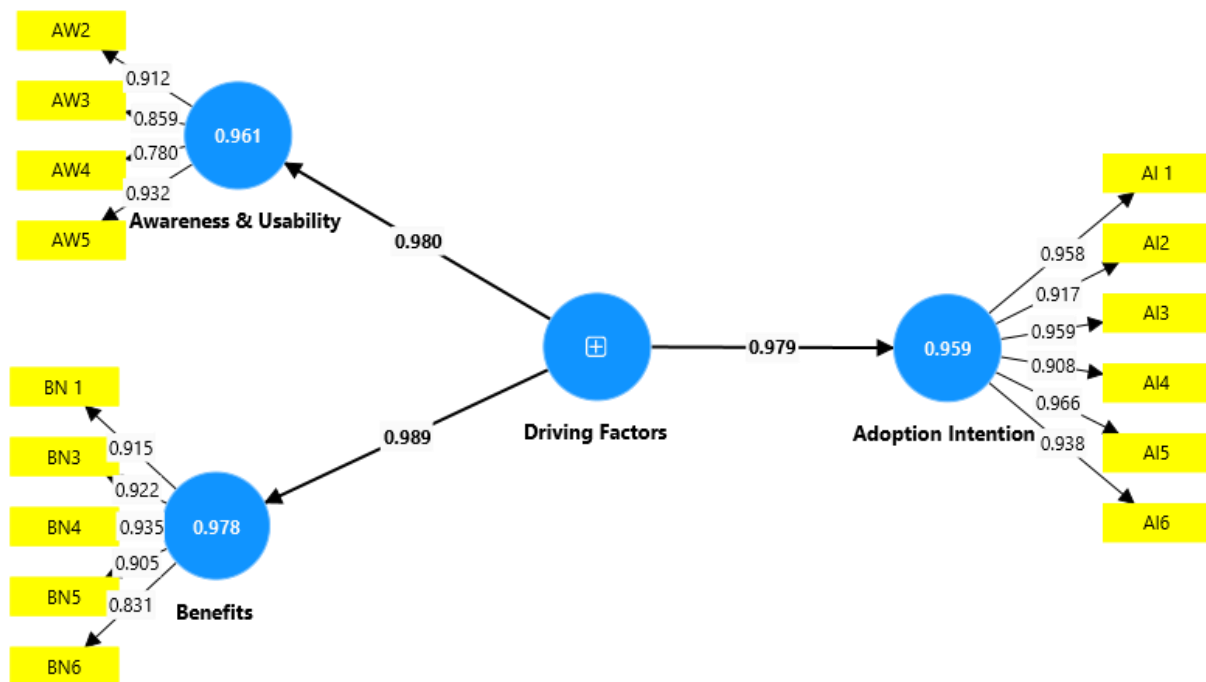 AW2
0.912
AW3
0.859
0.961
AW4
0.780
0.932
AW5
Awareness & Usability
0.980
BN 1
0.915
BN3
0.922
BN4
0.935
0.978
0.905
BN5
0.831
BN6
Benefits
0.989
Driving Factors
0.979
0.959
Adoption Intention
AI 1
0.958
AI2
0.917
AI3
0.959
AI4
0.908
AI5
0.966
AI6
0.938